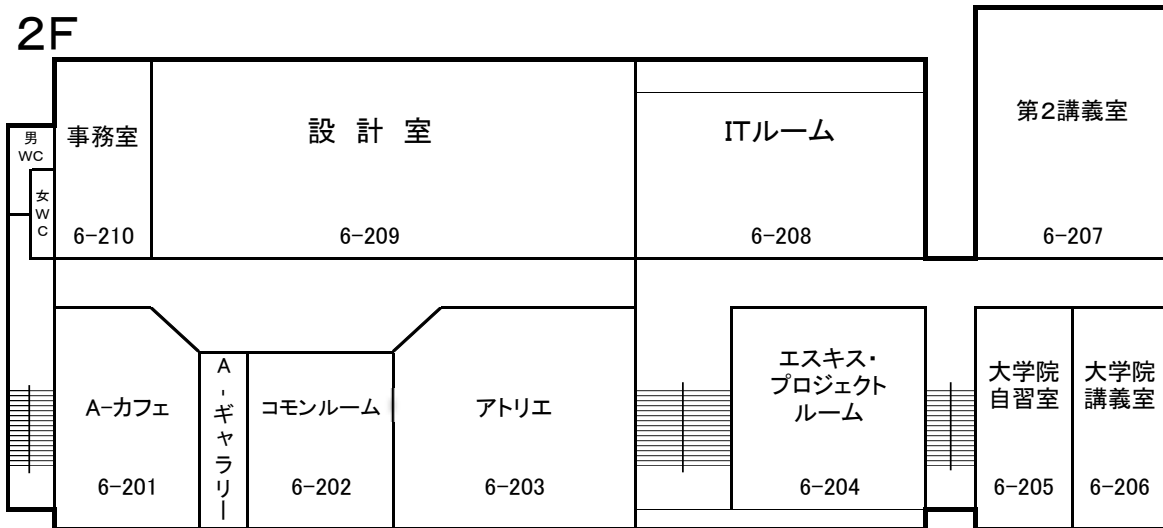 2F
男
WC
女
W
C
事務室
6-210
設計室
6-209
ITルーム
6-208
第2講義室
6-207
A-カフェ
6-201
A-ギャラリー
コモンルーム
6-202
アトリエ
6-203
エスキス・
プロジェクト
ルーム
6-204
大学院
自習室
6-205
大学院
講義室
6-206